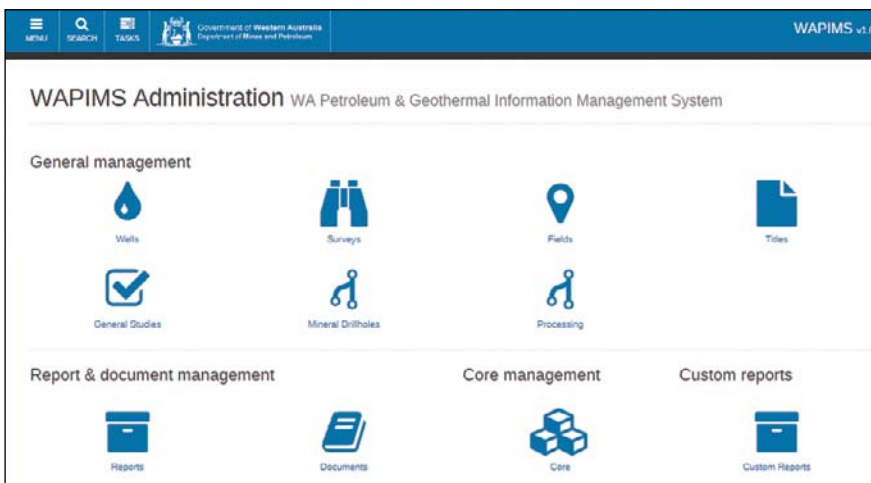 MENU
SEARCH
TASKS
Government of Western Australia
Department of Mines and Petroleum
WAPIMS v1.
WAPIMS Administration WA Petroleum & Geothermal Information Management System
General management
Wells
Surveys
Fields
Titles
General Studies
Mineral Drillholes
Processing
Report & document management
Core management
Custom reports
Reports
Documents
Core
Custom Reports